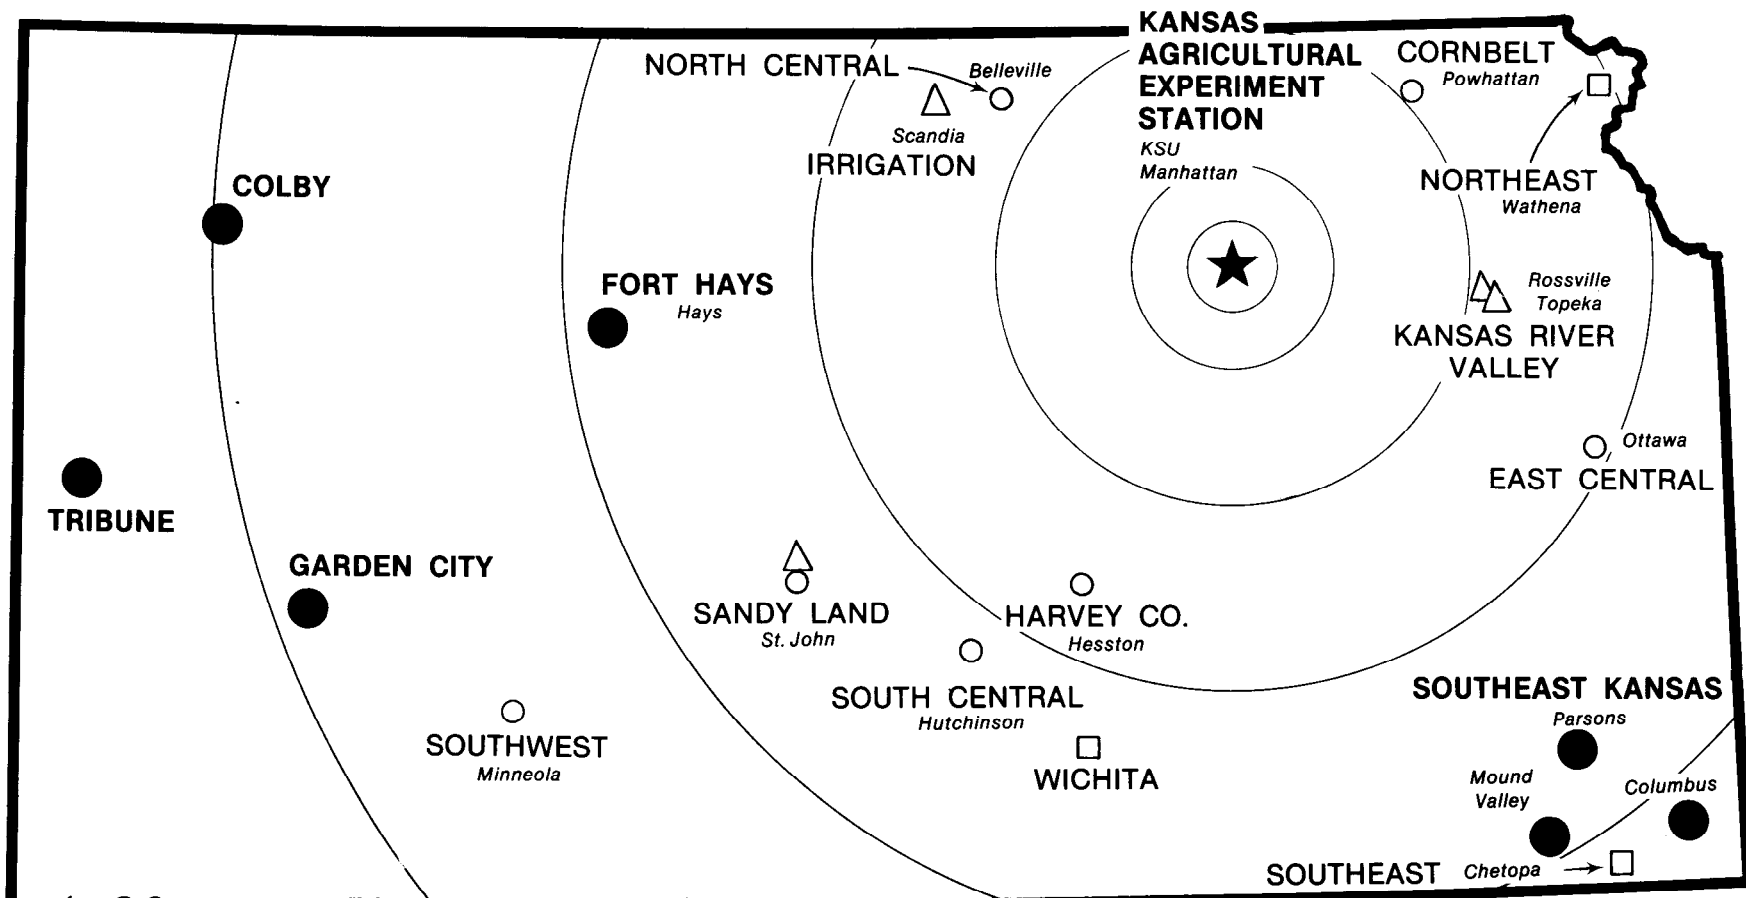 KANSAS
AGRICULTURAL
EXPERIMENT
STATION
KSU
Manhattan
NORTH CENTRAL
Belleville
Scandia
IRRIGATION
CORNBELT
Powhattan
NORTHEAST
Wathena
COLBY
FORT HAYS
Hays
Rossville
Topeka
KANSAS RIVER
VALLEY
Ottawa
EAST CENTRAL
TRIBUNE
GARDEN CITY
SANDY LAND
St. John
HARVEY CO.
Hesston
SOUTH CENTRAL
Hutchinson
SOUTHWEST
Minneola
WICHITA
SOUTHEAST KANSAS
Parsons
Mound
Valley
Columbus
SOUTHEAST
Chetopa